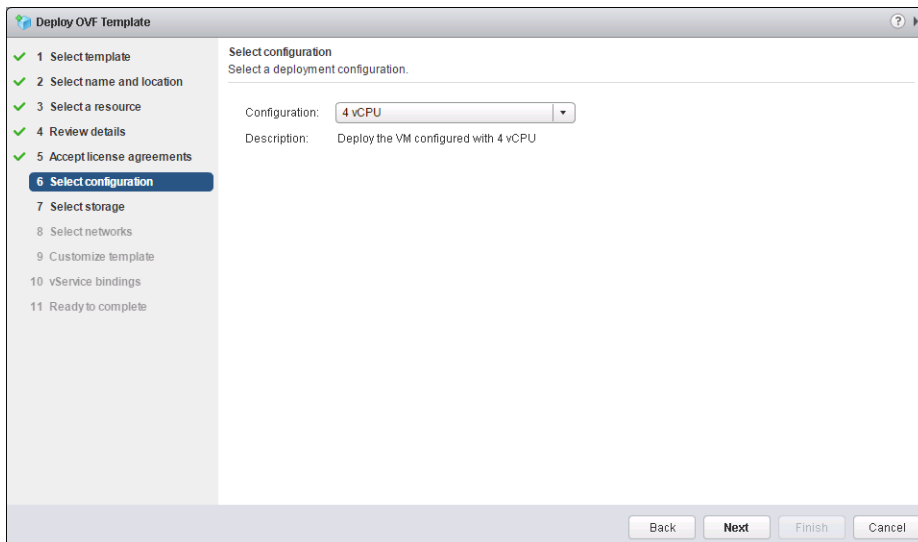 Deploy OVF Template
?
1 Select template
2 Select name and location
3 Select a resource
4 Review details
5 Accept license agreements
6 Select configuration
7 Select storage
8 Select networks
9 Customize template
10 vService bindings
11 Ready to complete
Select configuration
Select a deployment configuration.
Configuration: 4 vCPU
Description: Deploy the VM configured with 4 vCPU
Back Next Finish Cancel